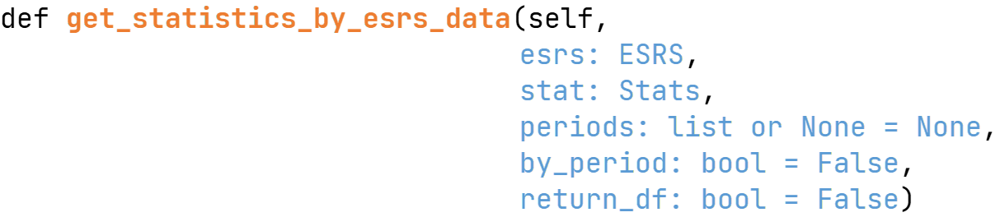 def get_statistics_by_esrs_data(self,
esrs: ESRS,
stat: Stats,
periods: list or None = None,
by_period: bool = False,
return_df: bool = False)